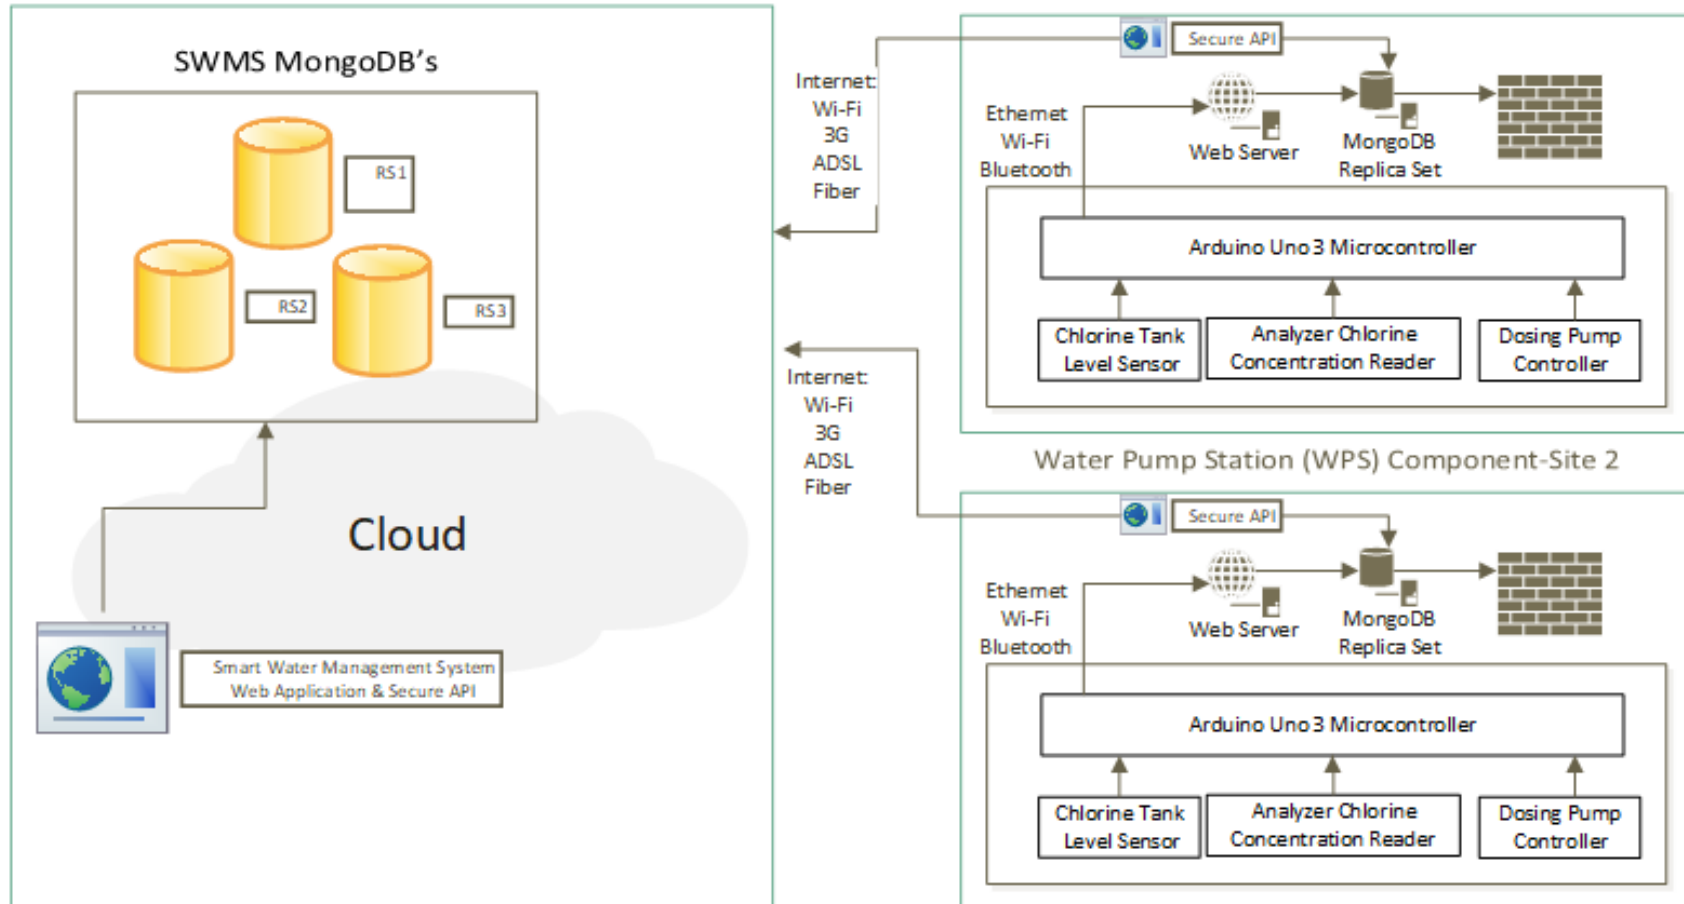 SWMS MongoDB's
RS1
RS2
RS3
Cloud
Smart Water Management System
Web Application & Secure API
Internet:
Wi-Fi
3G
ADSL
Fiber
Internet:
Wi-Fi
3G
ADSL
Fiber
Secure API
Ethernet
Wi-Fi
Bluetooth
Web Server
MongoDB
Replica Set
Arduino Uno 3 Microcontroller
Chlorine Tank
Level Sensor
Analyzer Chlorine
Concentration Reader
Dosing Pump
Controller
Water Pump Station (WPS) Component-Site 2
Secure API
Ethernet
Wi-Fi
Bluetooth
Web Server
MongoDB
Replica Set
Arduino Uno 3 Microcontroller
Chlorine Tank
Level Sensor
Analyzer Chlorine
Concentration Reader
Dosing Pump
Controller